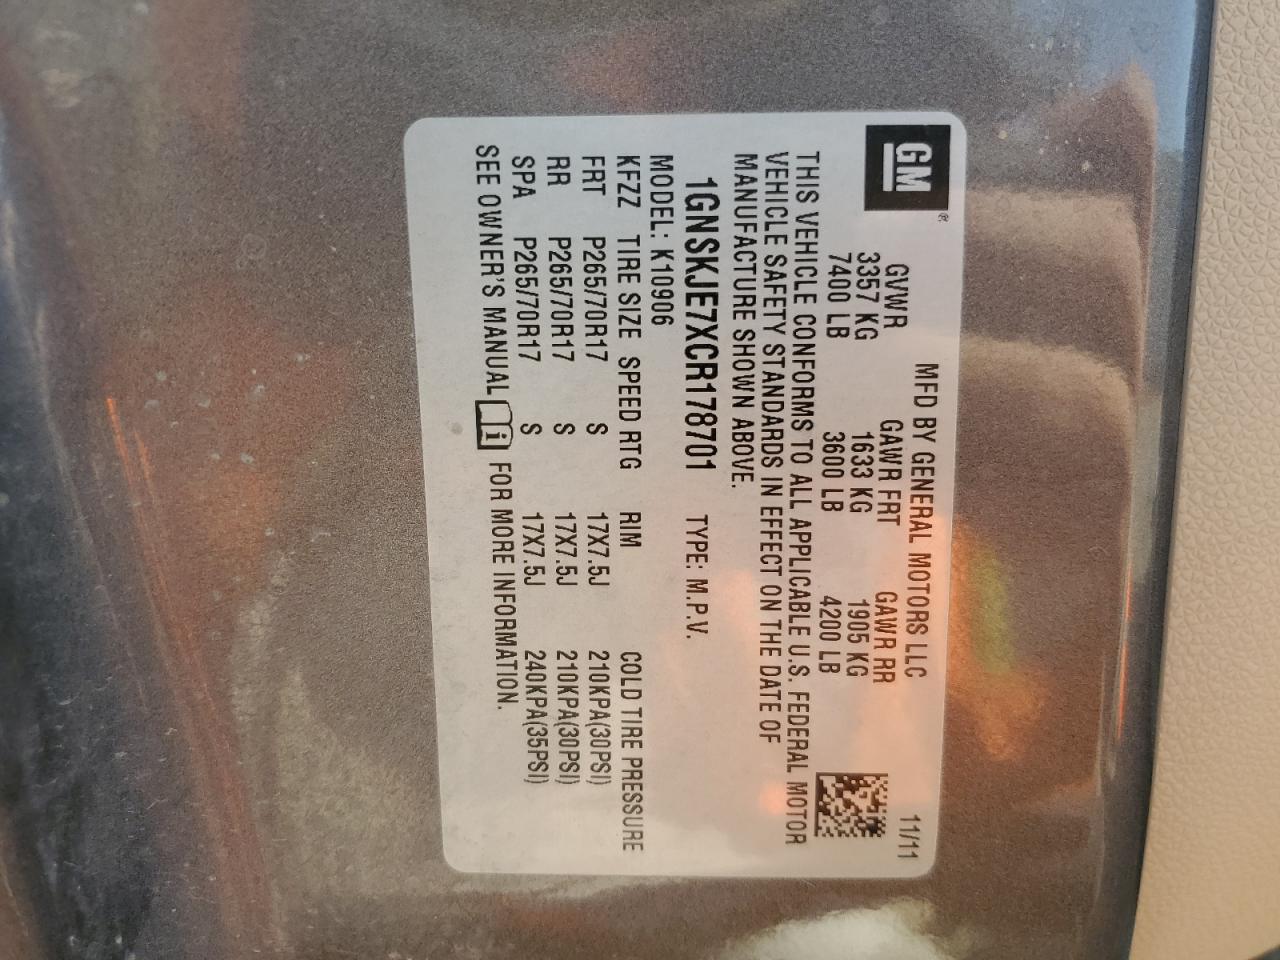 GM®
MFD BY GENERAL MOTORS LLC 11/11
GVWR GAWR FRT GAWR RR
3357 KG 1633 KG 1905 KG
7400 LB 3600 LB 4200 LB
THIS VEHICLE CONFORMS TO ALL APPLICABLE U.S. FEDERAL MOTOR
VEHICLE SAFETY STANDARDS IN EFFECT ON THE DATE OF
MANUFACTURE SHOWN ABOVE.
1GNSKJE7XCR178701 TYPE: M.P.V.
MODEL: K10906
KFZZ TIRE SIZE SPEED RTG RIM COLD TIRE PRESSURE
FRT P265/70R17 S 17X7.5J 210KPA(30PSI)
RR P265/70R17 S 17X7.5J 210KPA(30PSI)
SPA P265/70R17 S 17X7.5J 240KPA(35PSI)
SEE OWNER'S MANUAL i FOR MORE INFORMATION.